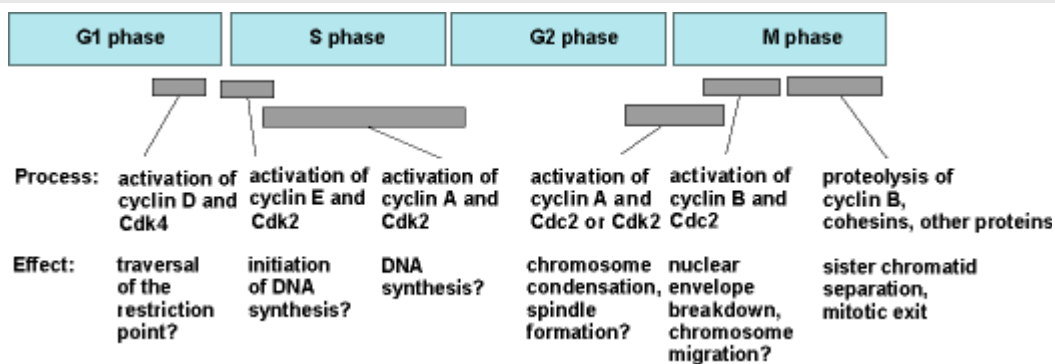 G1 phase
S phase
G2 phase
M phase
Process:
activation of
cyclin D and
Cdk4
activation of
cyclin E and
Cdk2
activation of
cyclin A and
Cdk2
activation of
cyclin A and
Cdc2 or Cdk2
activation of
cyclin B and
Cdc2
proteolysis of
cyclin B,
cohesins, other proteins
Effect:
traversal
of the
restriction
point?
initiation
of DNA
synthesis?
DNA
synthesis?
chromosome
condensation,
spindle
formation?
nuclear
envelope
breakdown,
chromosome
migration?
sister chromatid
separation,
mitotic exit